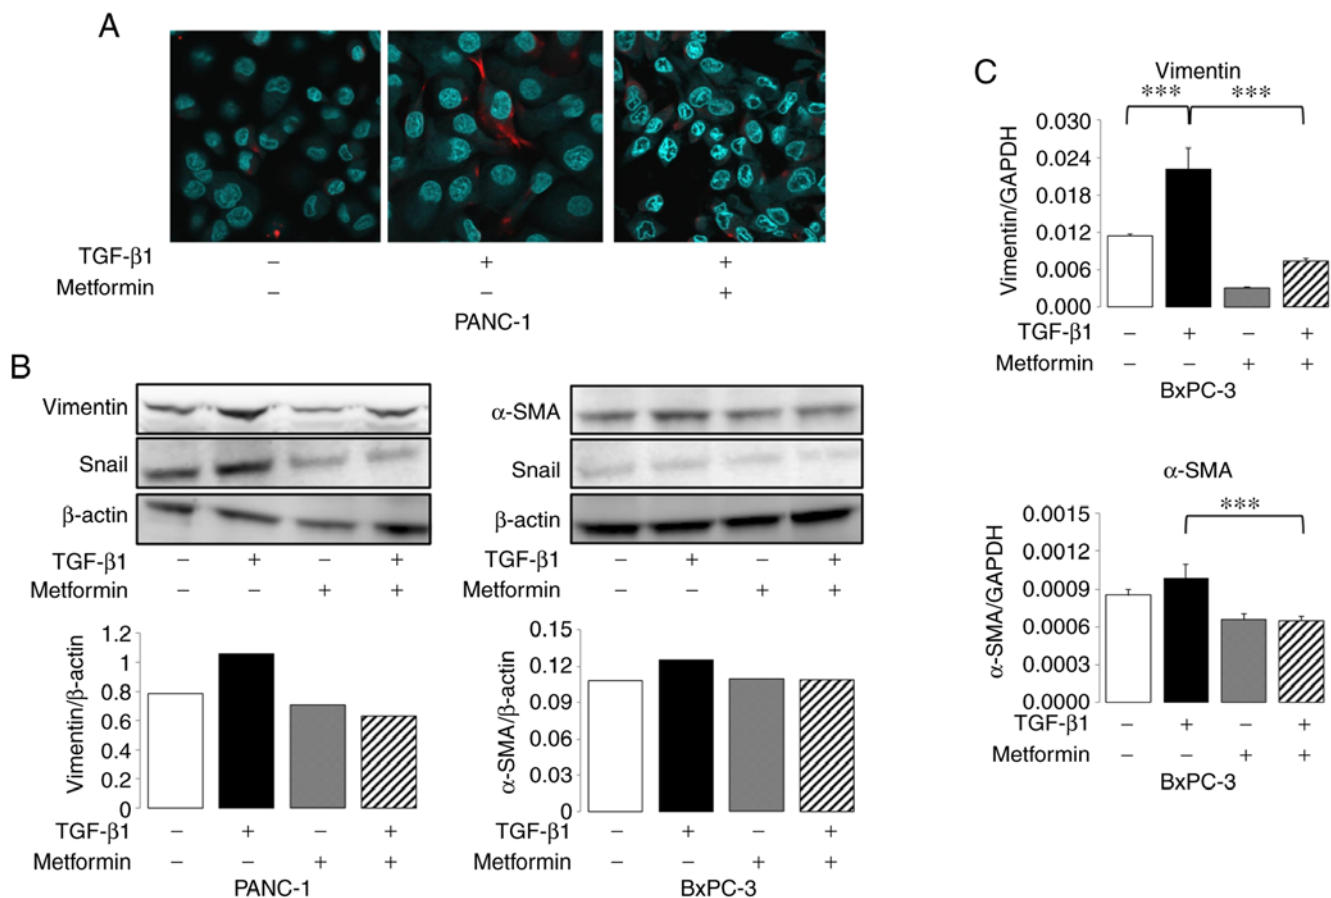 A
TGF-β1 − + +
Metformin − − +
PANC-1
B
Vimentin
Snail
β-actin
TGF-β1 − + − +
Metformin − − + +
α-SMA
Snail
β-actin
TGF-β1 − + − +
Metformin − − + +
Vimentin/β-actin
1.2
1
0.8
0.6
0.4
0.2
0
TGF-β1 − + − +
Metformin − − + +
PANC-1
α-SMA/β-actin
0.15
0.12
0.09
0.06
0.03
0
TGF-β1 − + − +
Metformin − − + +
BxPC-3
C
Vimentin
*** ***
Vimentin/GAPDH
0.030
0.024
0.018
0.012
0.006
0.000
TGF-β1 − + − +
Metformin − − + +
BxPC-3
α-SMA
***
α-SMA/GAPDH
0.0015
0.0012
0.0009
0.0006
0.0003
0.0000
TGF-β1 − + − +
Metformin − − + +
BxPC-3